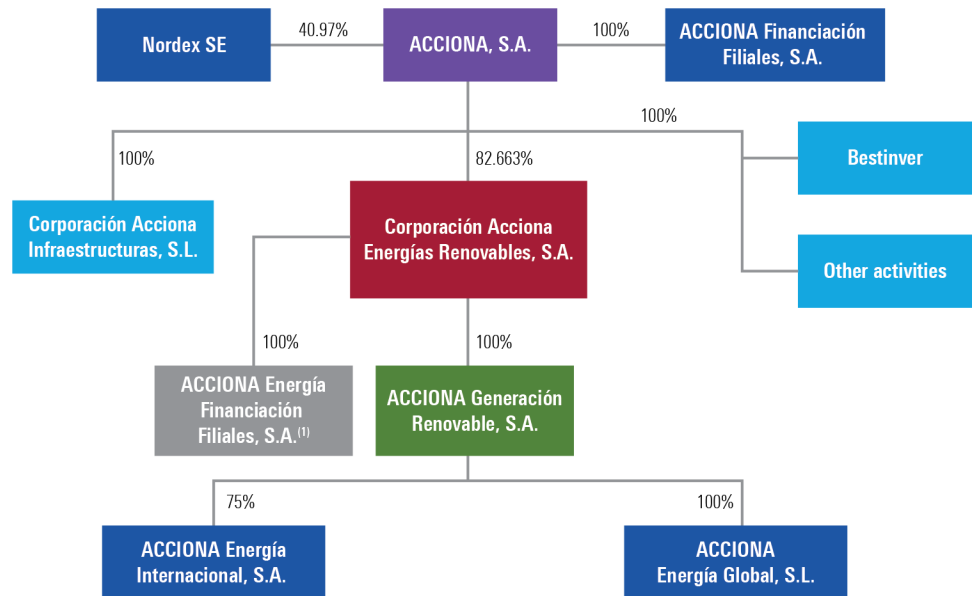 Nordex SE
40.97%
ACCIONA, S.A.
100%
ACCIONA Financiación
Filiales, S.A.
100%
100%
82.663%
Bestinver
Corporación Acciona
Infraestructuras, S.L.
Corporación Acciona
Energías Renovables, S.A.
Other activities
100%
100%
ACCIONA Energía
Financiación
Filiales, S.A.(1)
ACCIONA Generación
Renovable, S.A.
75%
100%
ACCIONA Energía
Internacional, S.A.
ACCIONA
Energía Global, S.L.